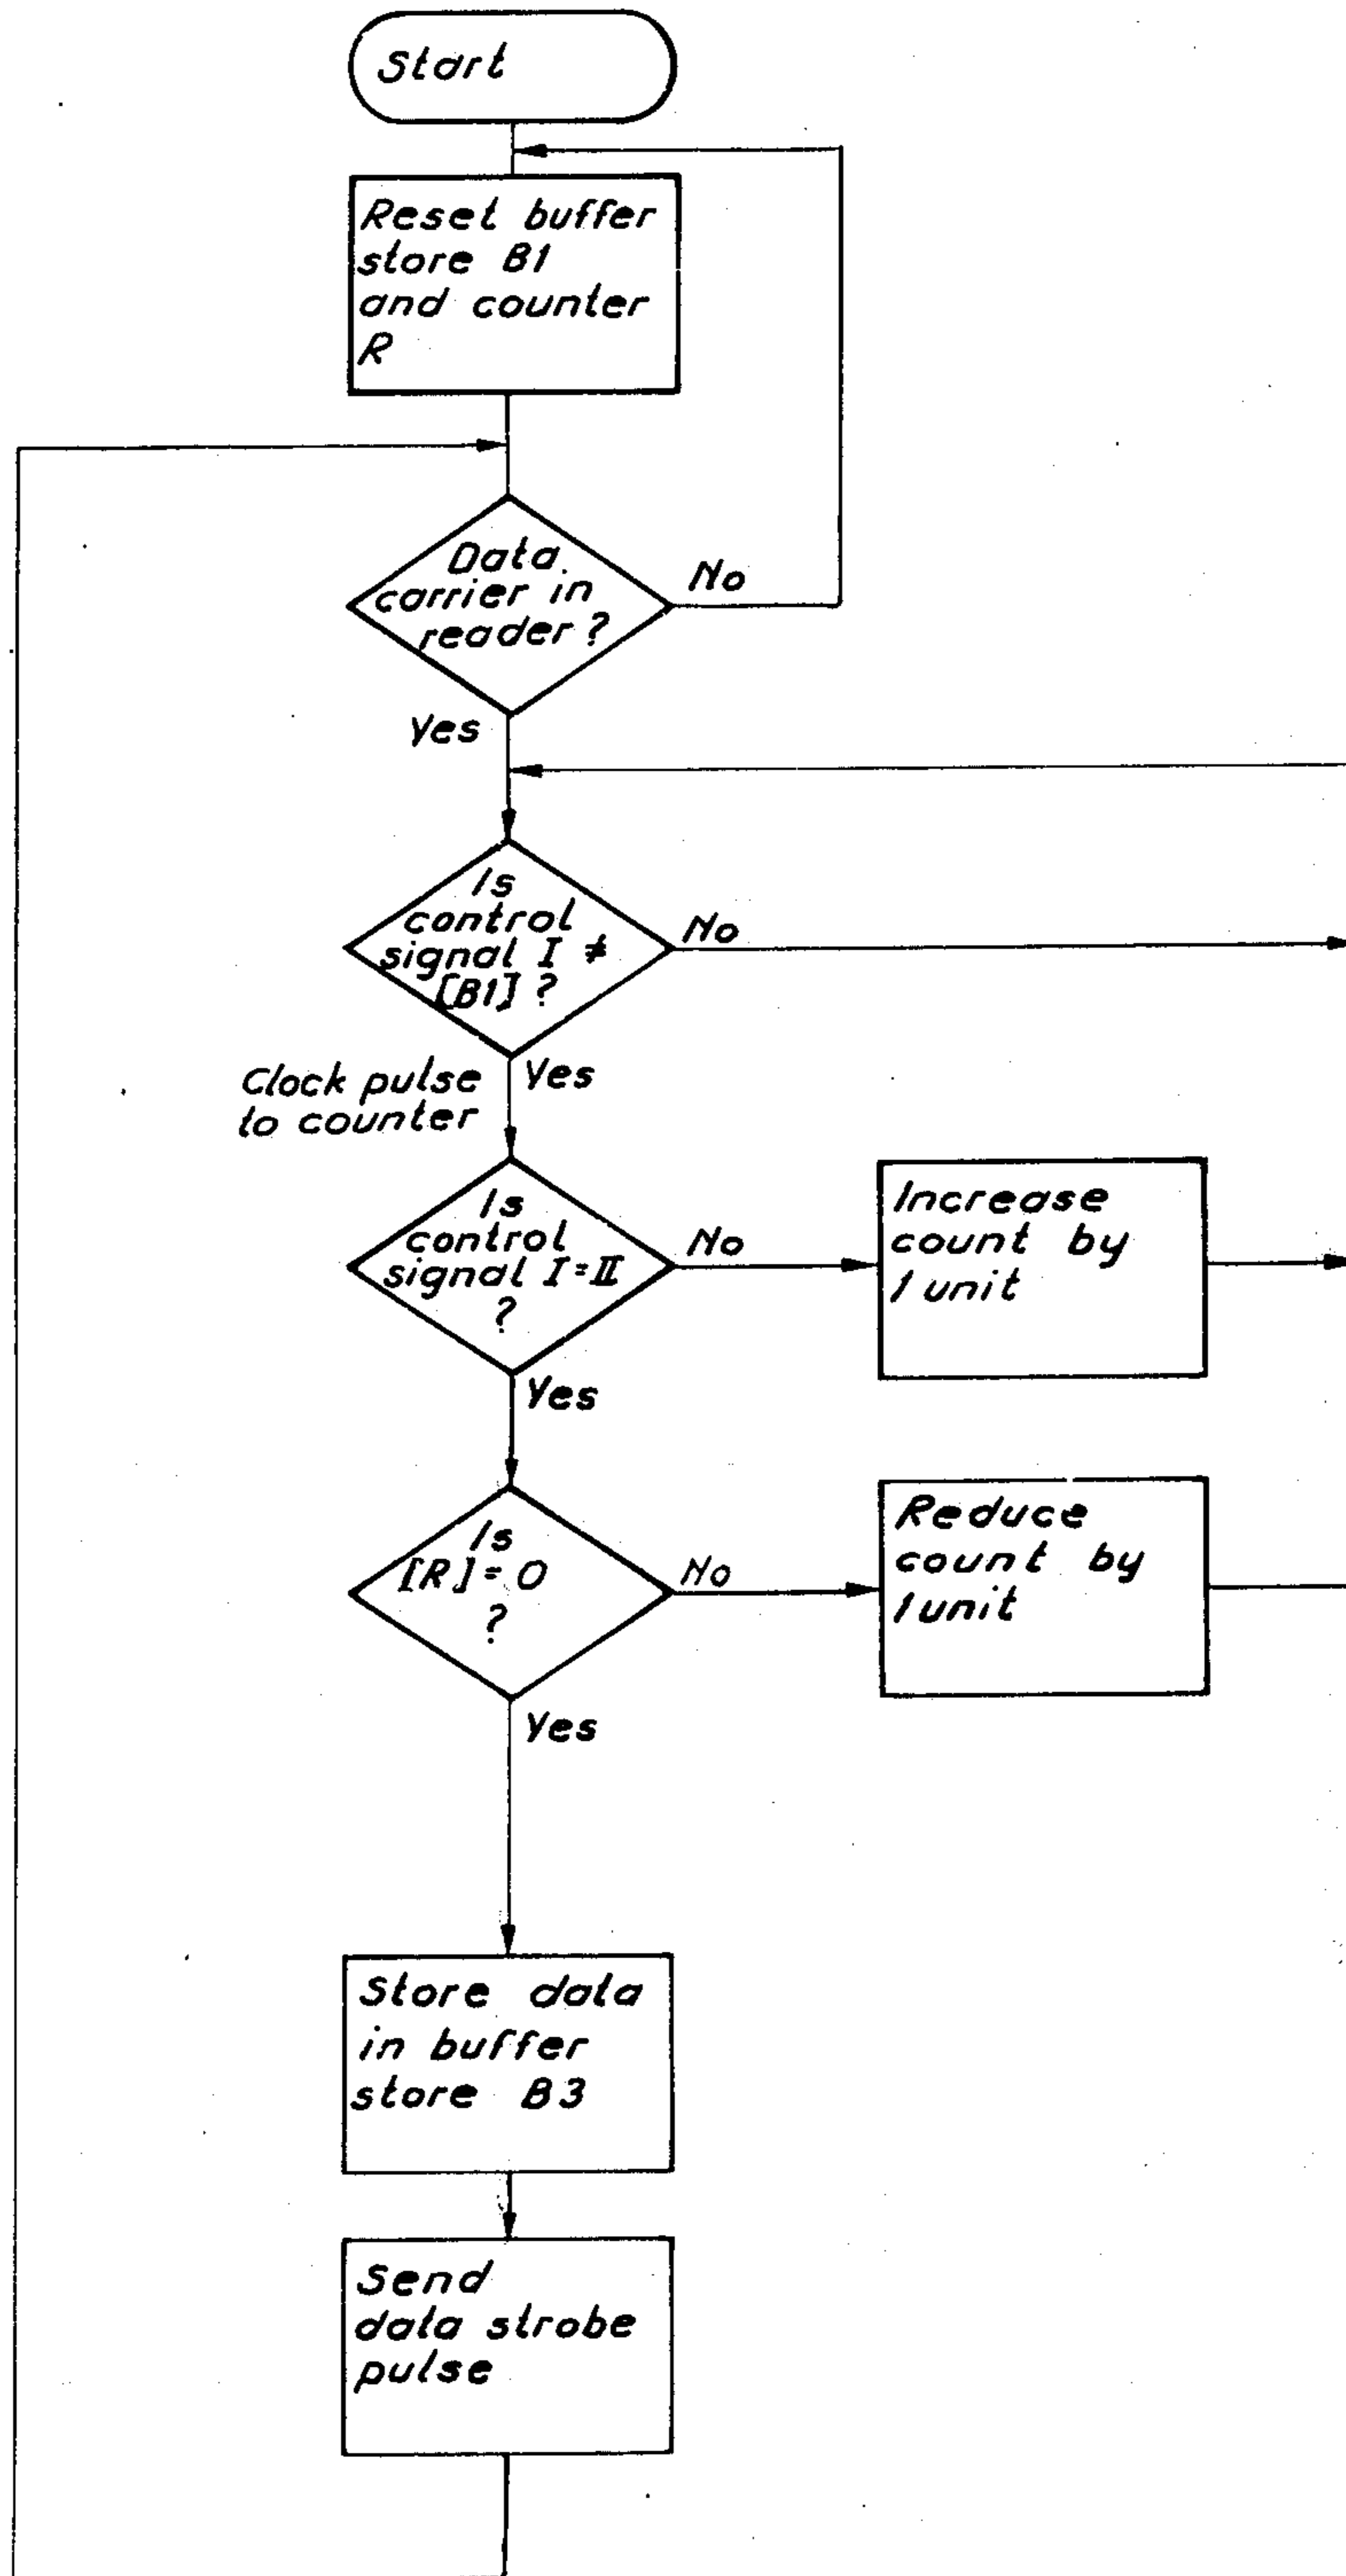 Start
Reset buffer
store B1
and counter
R
Data
carrier in
reader?
No
Yes
Is
control
signal I ≠
[B1]?
No
Clock pulse
to counter
Yes
Is
control
signal I=II
?
No
Increase
count by
1 unit
Yes
Is
[R]=0
?
No
Reduce
count by
1 unit
Yes
Store data
in buffer
store B3
Send
data strobe
pulse